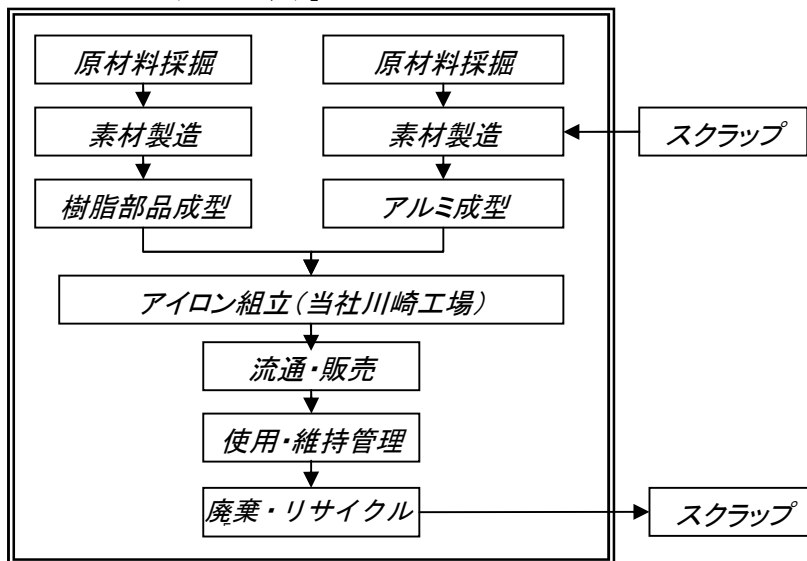 原材料採掘
原材料採掘
素材製造
素材製造
スクラップ
樹脂部品成型
アルミ成型
アイロン組立(当社川崎工場)
流通・販売
使用・維持管理
廃棄・リサイクル
スクラップ